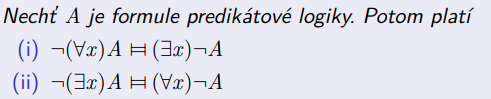 Nechť A je formule predikátové logiky. Potom platí
(i) ¬(∀x)A ⊨⫤ (∃x)¬A
(ii) ¬(∃x)A ⊨⫤ (∀x)¬A